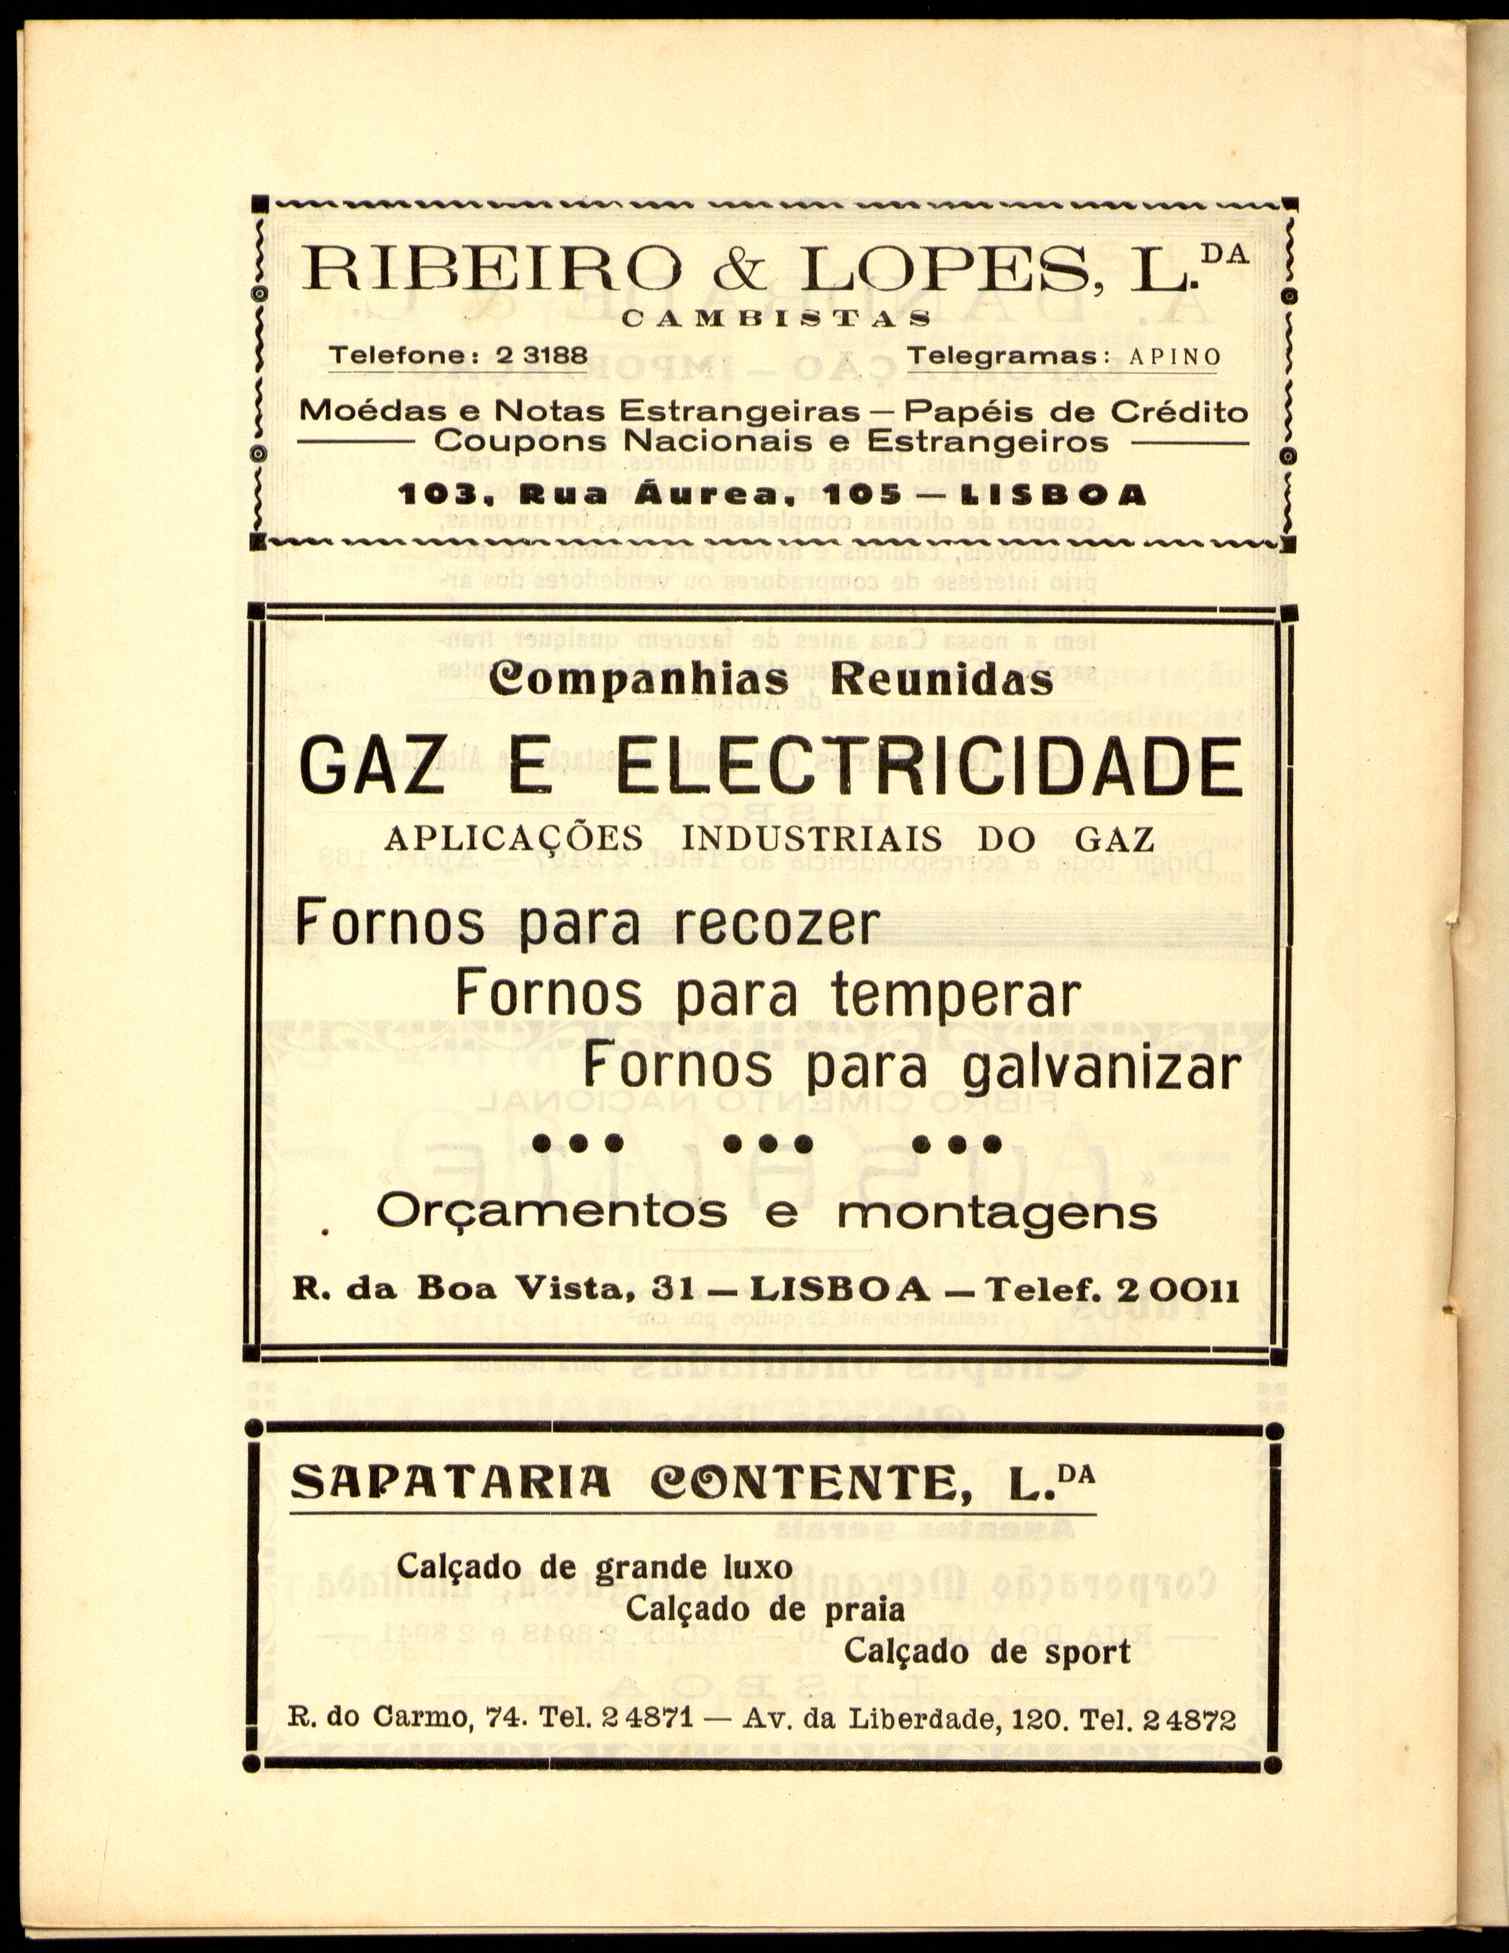 RIBEIRO & LOPES, L.DA
CAMBISTAS
Telefone: 2 3188 Telegramas: APINO
Moédas e Notas Estrangeiras — Papéis de Crédito
Coupons Nacionais e Estrangeiros
103, Rua Áurea, 105 — LISBOA
Companhias Reunidas
GAZ E ELECTRICIDADE
APLICAÇÕES INDUSTRIAIS DO GAZ
Fornos para recozer
Fornos para temperar
Fornos para galvanizar
Orçamentos e montagens
R. da Boa Vista, 31 — LISBOA — Telef. 2 0011
SAPATARIA CONTENTE, L.DA
Calçado de grande luxo
Calçado de praia
Calçado de sport
R. do Carmo, 74. Tel. 2 4871 — Av. da Liberdade, 120. Tel. 2 4872